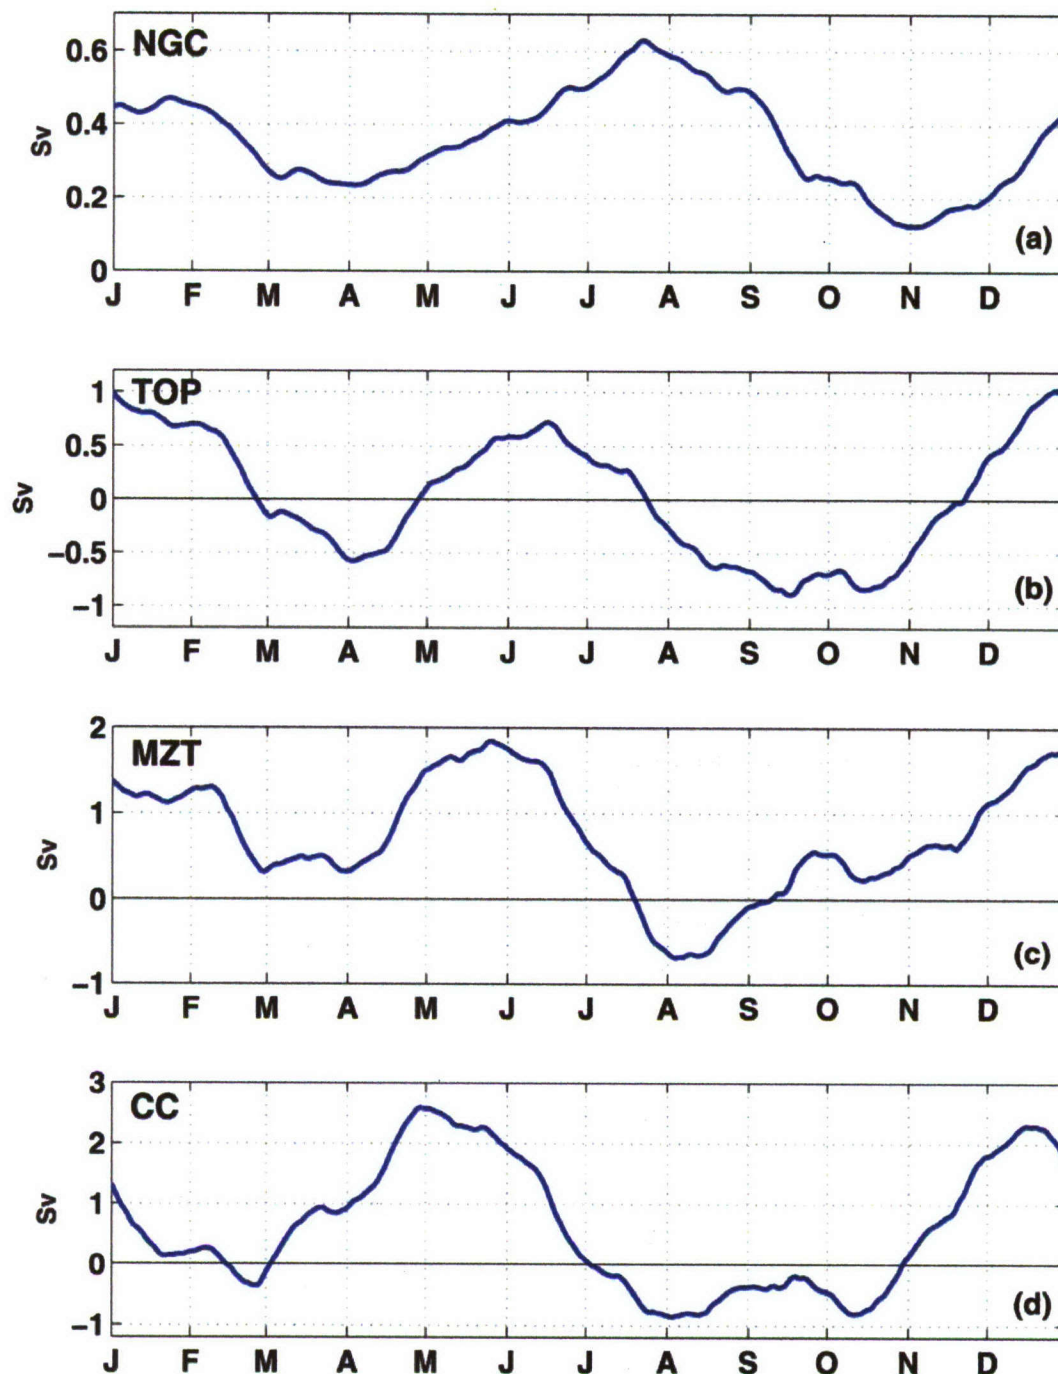 NGC
0.6
0.4
0.2
0
Sv
(a)
J F M A M J J A S O N D
TOP
1
0.5
0
−0.5
−1
Sv
(b)
J F M A M J J A S O N D
MZT
2
1
0
−1
Sv
(c)
J F M A M J J A S O N D
CC
3
2
1
0
−1
Sv
(d)
J F M A M J J A S O N D